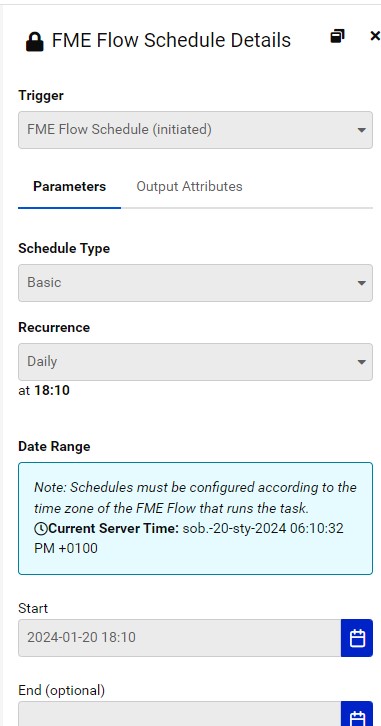 FME Flow Schedule Details
Trigger
FME Flow Schedule (initiated)
Parameters Output Attributes
Schedule Type
Basic
Recurrence
Daily
at 18:10
Date Range
Note: Schedules must be configured according to the
time zone of the FME Flow that runs the task.
Current Server Time: sob.-20-sty-2024 06:10:32
PM +0100
Start
2024-01-20 18:10
End (optional)